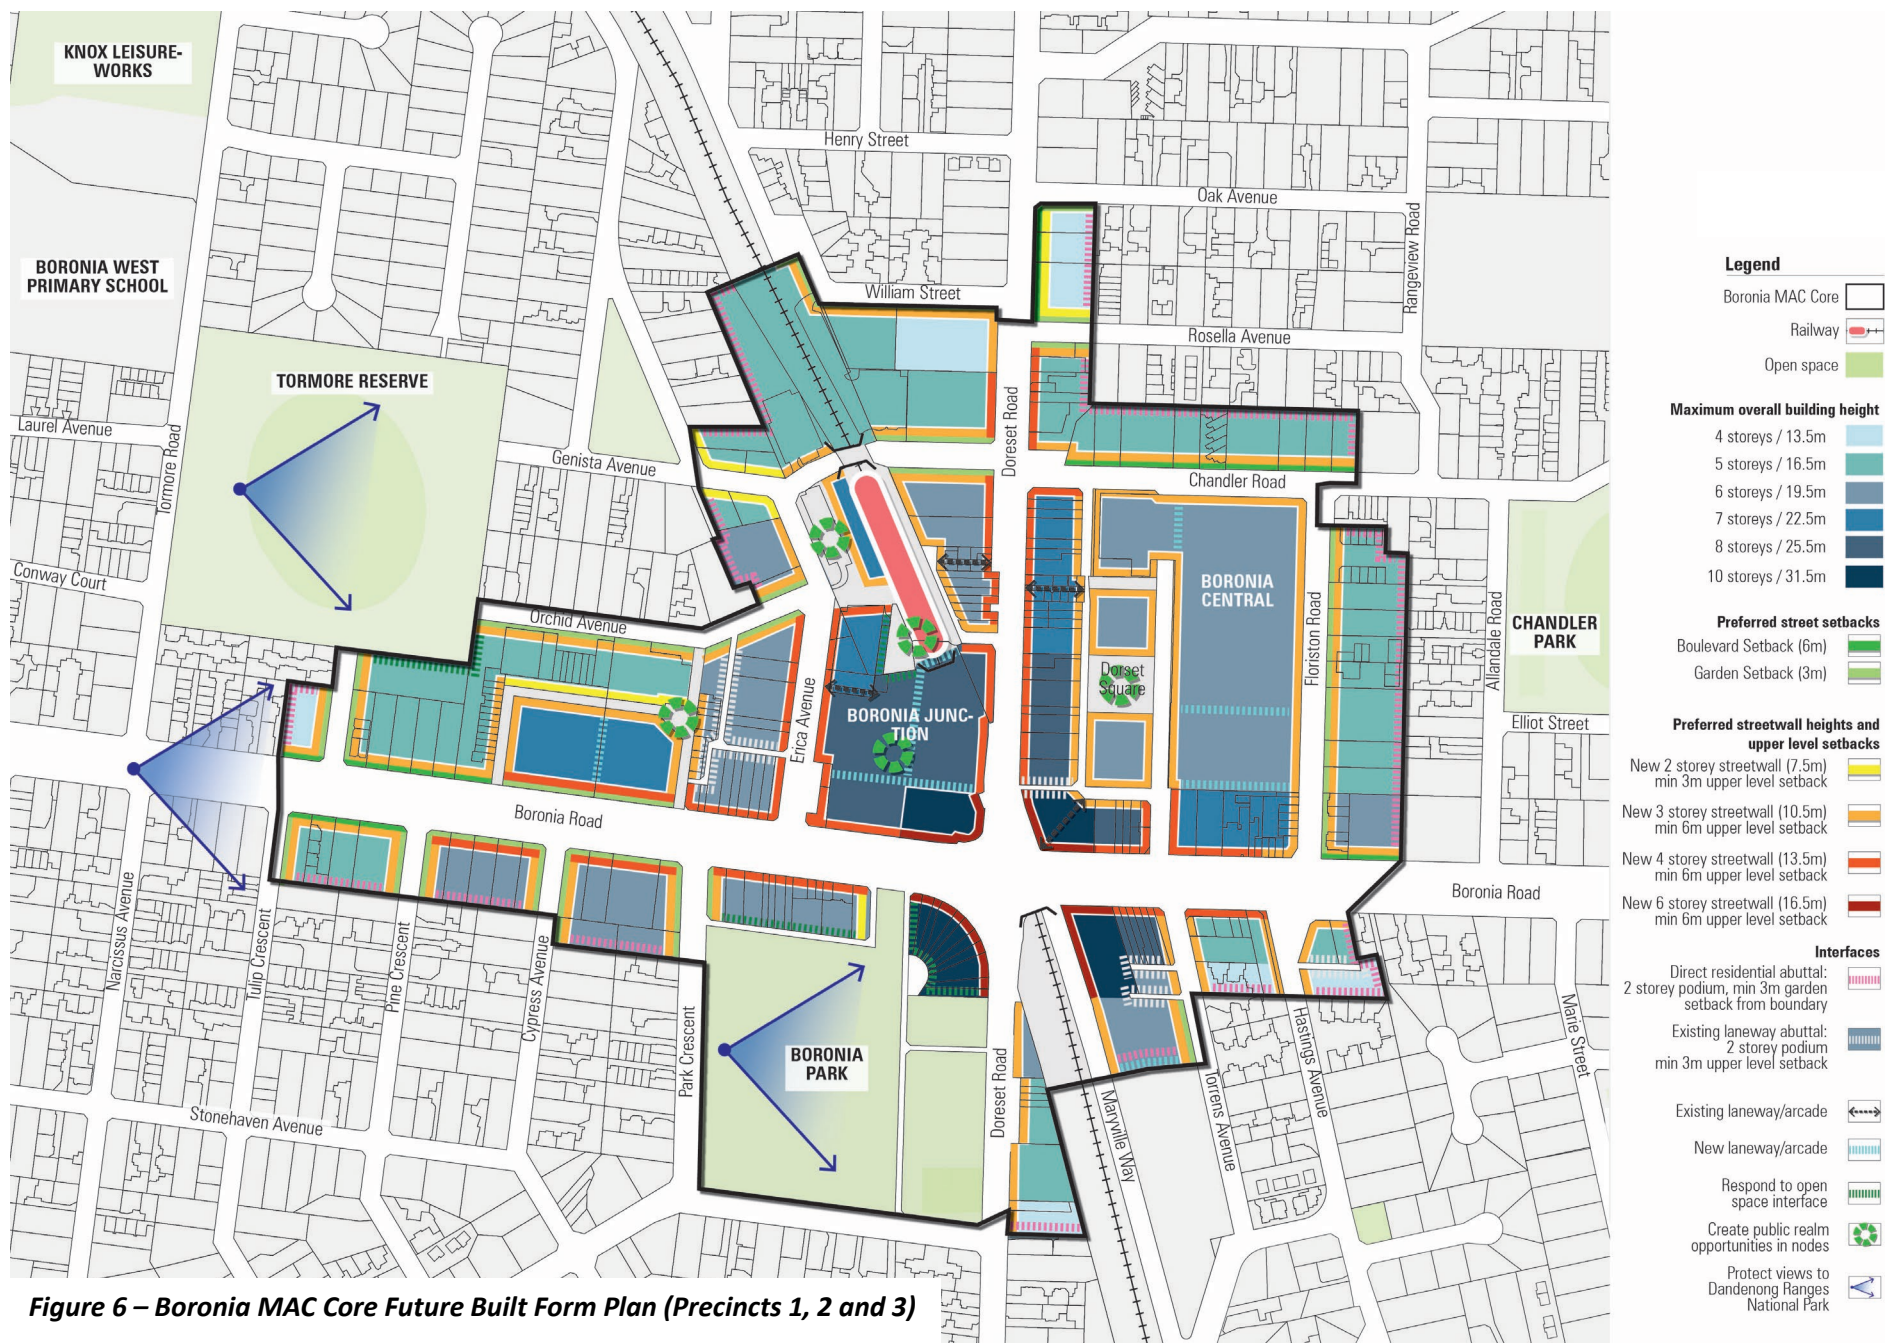 KNOX LEISURE-
WORKS
Henry Street
Oak Avenue
Rangeview Road
BORONIA WEST
PRIMARY SCHOOL
William Street
Rosella Avenue
TORMORE RESERVE
Laurel Avenue
Tormore Road
Doreset Road
Genista Avenue
Chandler Road
Conway Court
BORONIA
CENTRAL
Orchid Avenue
Floriston Road
Allandale Road
CHANDLER
PARK
Dorset
Square
Erica Avenue
BORONIA JUNC-
TION
Elliot Street
Boronia Road
Boronia Road
Narcissus Avenue
Tulip Crescent
Pine Crescent
Cypress Avenue
Park Crescent
BORONIA
PARK
Doreset Road
Maryville Way
Torrens Avenue
Hastings Avenue
Marie Street
Stonehaven Avenue
Legend
Boronia MAC Core
Railway
Open space
Maximum overall building height
4 storeys / 13.5m
5 storeys / 16.5m
6 storeys / 19.5m
7 storeys / 22.5m
8 storeys / 25.5m
10 storeys / 31.5m
Preferred street setbacks
Boulevard Setback (6m)
Garden Setback (3m)
Preferred streetwall heights and
upper level setbacks
New 2 storey streetwall (7.5m)
min 3m upper level setback
New 3 storey streetwall (10.5m)
min 6m upper level setback
New 4 storey streetwall (13.5m)
min 6m upper level setback
New 6 storey streetwall (16.5m)
min 6m upper level setback
Interfaces
Direct residential abuttal:
2 storey podium, min 3m garden
setback from boundary
Existing laneway abuttal:
2 storey podium
min 3m upper level setback
Existing laneway/arcade
New laneway/arcade
Respond to open
space interface
Create public realm
opportunities in nodes
Protect views to
Dandenong Ranges
National Park
Figure 6 – Boronia MAC Core Future Built Form Plan (Precincts 1, 2 and 3)